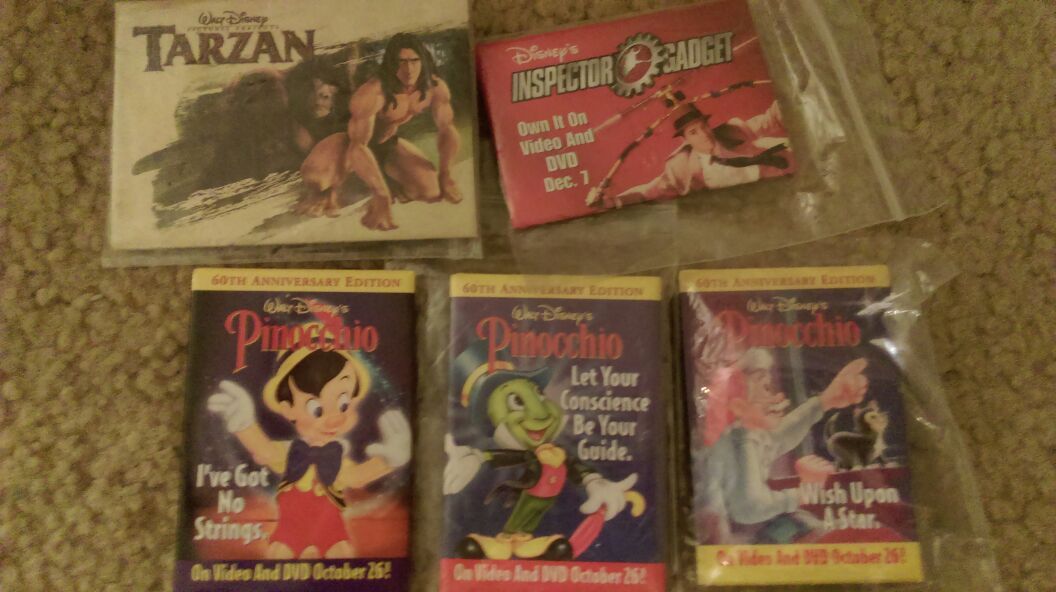 Walt Disney
PICTURES PRESENTS
TARZAN
Disney's
INSPECTOR GADGET
Own It On
Video And
DVD
Dec. 7
60TH ANNIVERSARY EDITION
Walt Disney's
Pinocchio
I've Got
No
Strings.
On Video And DVD October 26!
60TH ANNIVERSARY EDITION
Walt Disney's
Pinocchio
Let Your
Conscience
Be Your
Guide.
On Video And DVD October 26!
60TH ANNIVERSARY EDITION
Walt Disney's
Pinocchio
Wish Upon
A Star.
On Video And DVD October 26!